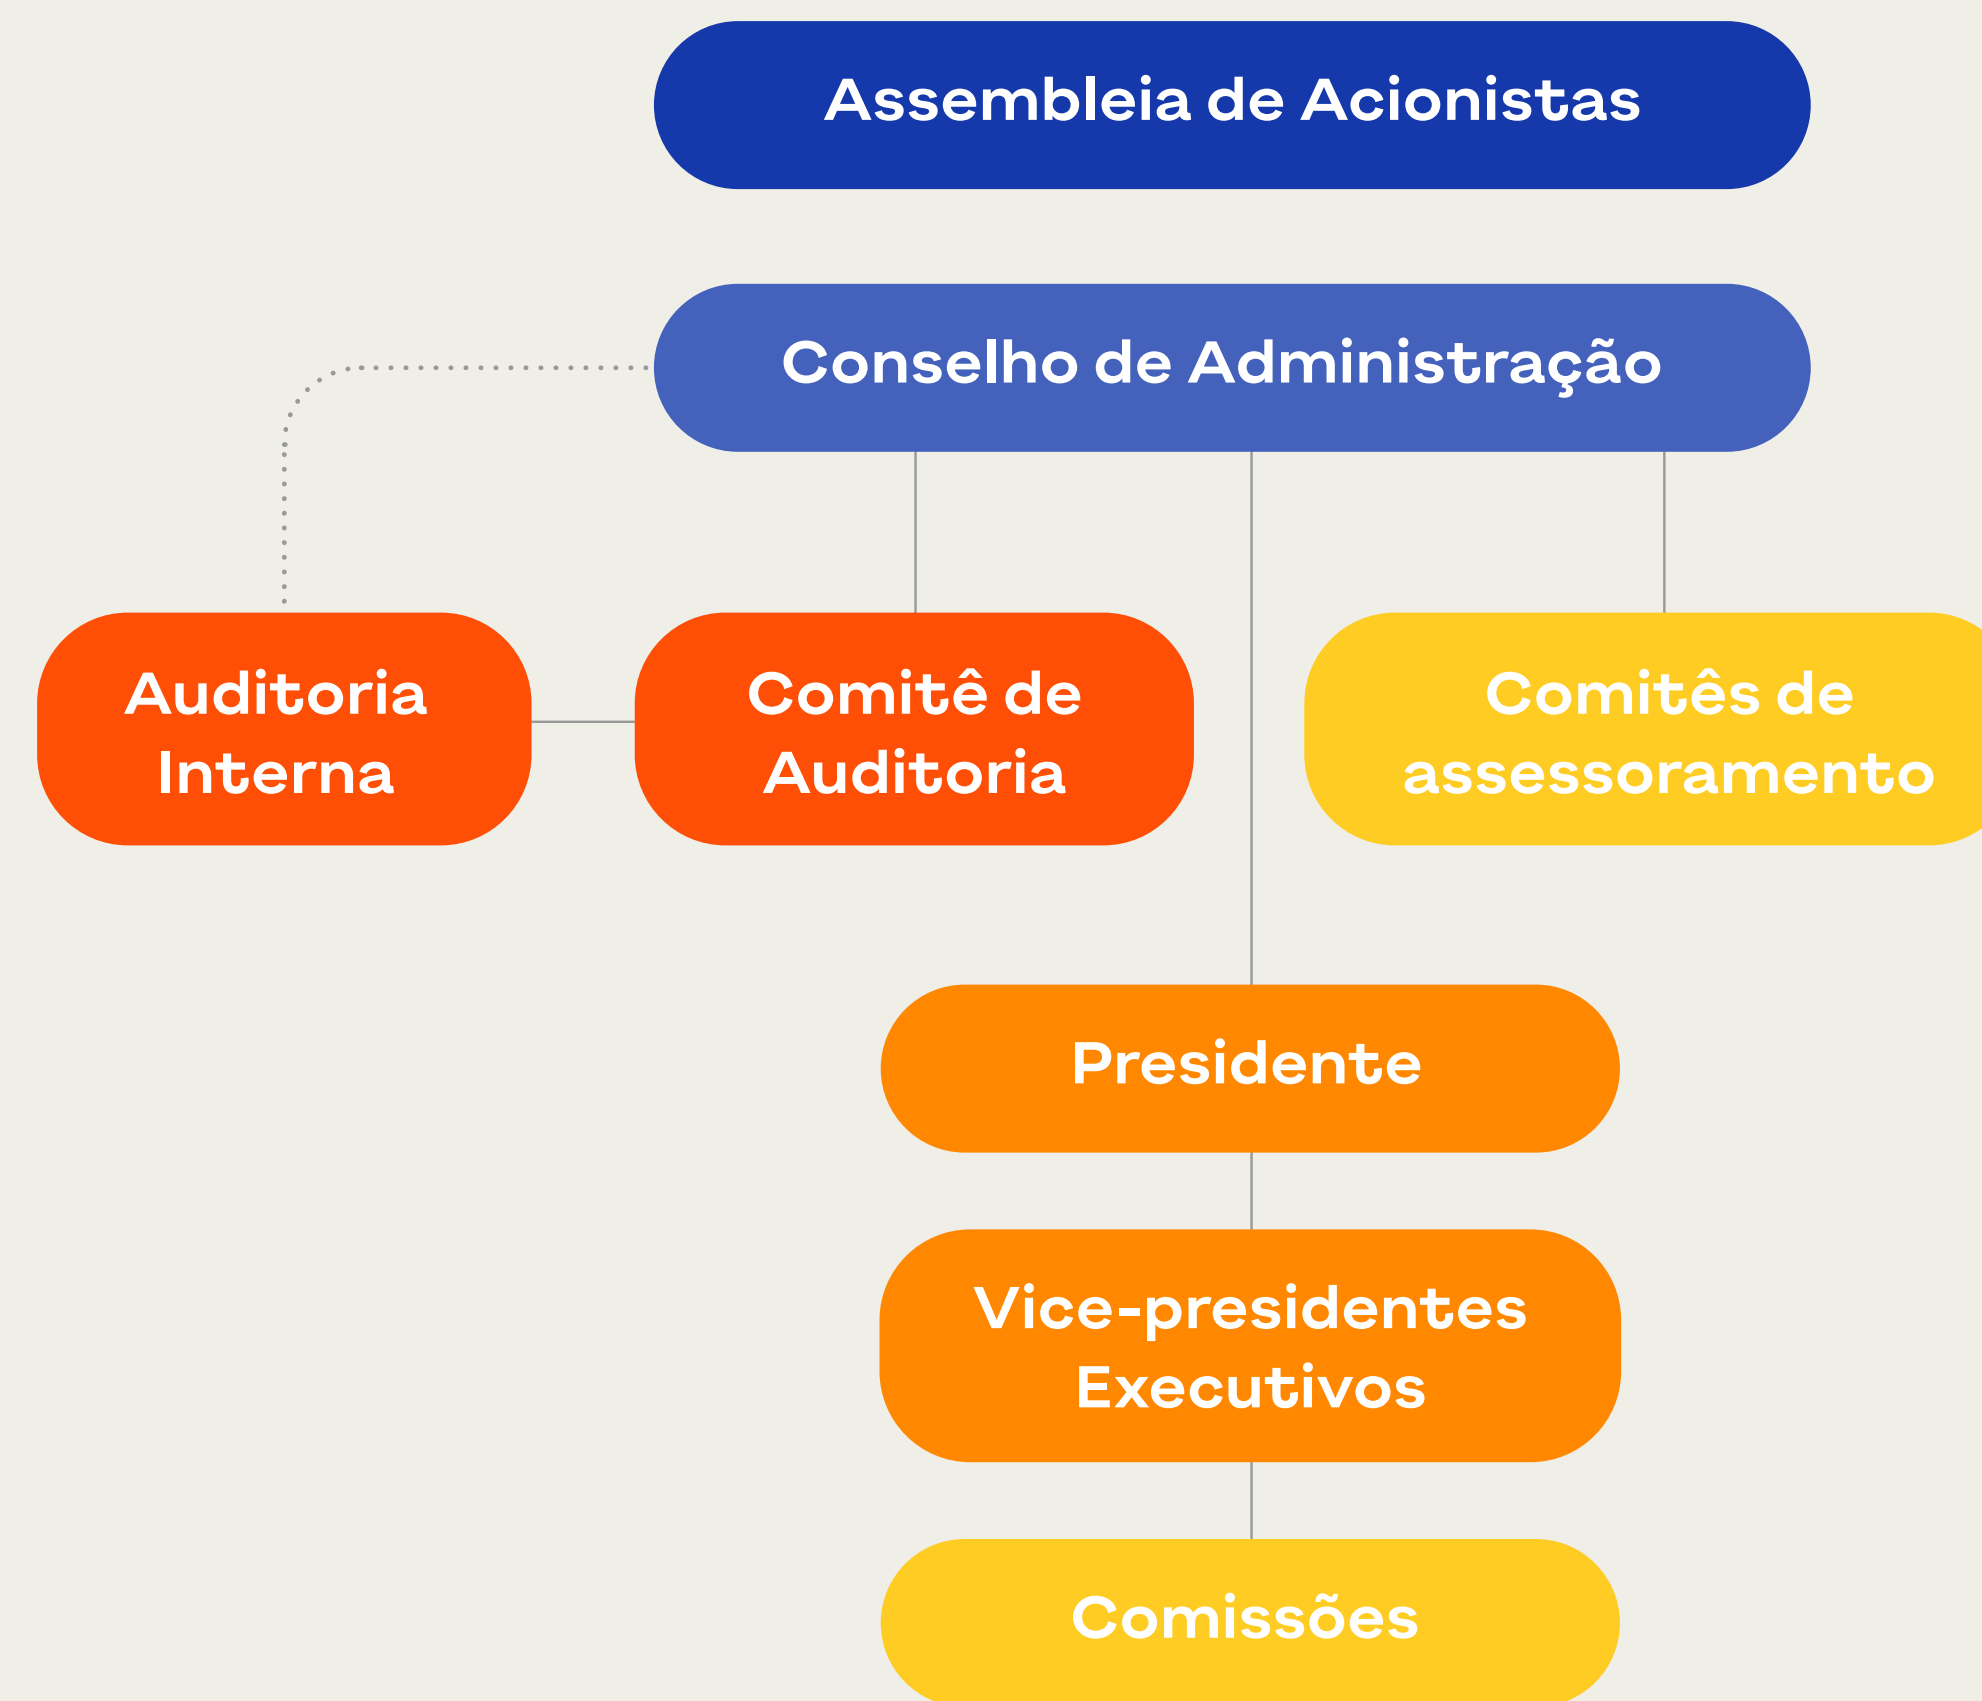 Assembleia de Acionistas
Conselho de Administração
Auditoria
Interna
Comitê de
Auditoria
Comitês de
assessoramento
Presidente
Vice-presidentes
Executivos
Comissões